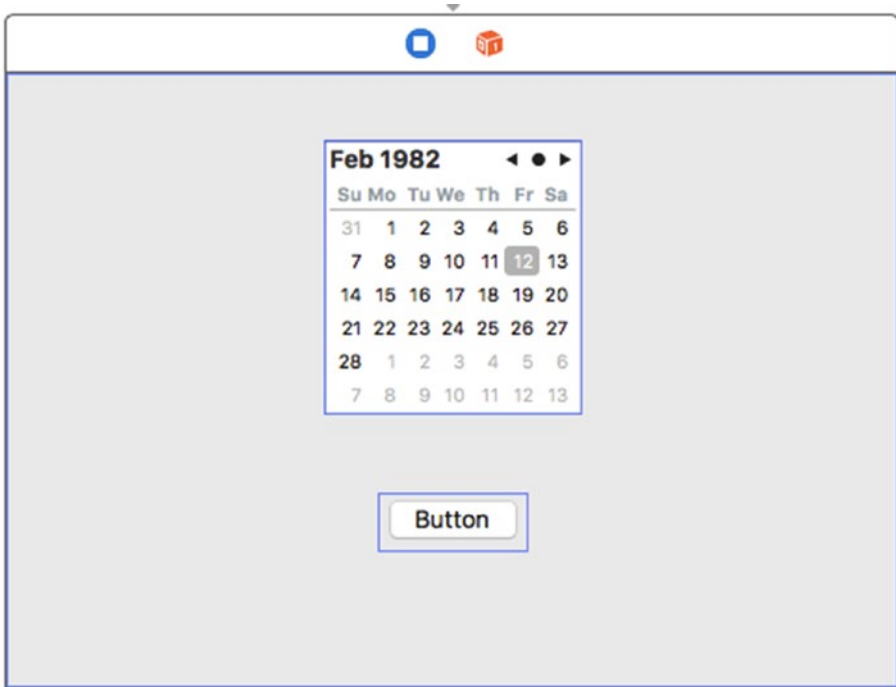 Feb 1982
Su Mo Tu We Th Fr Sa
31 1 2 3 4 5 6
7 8 9 10 11 12 13
14 15 16 17 18 19 20
21 22 23 24 25 26 27
28 1 2 3 4 5 6
7 8 9 10 11 12 13
Button